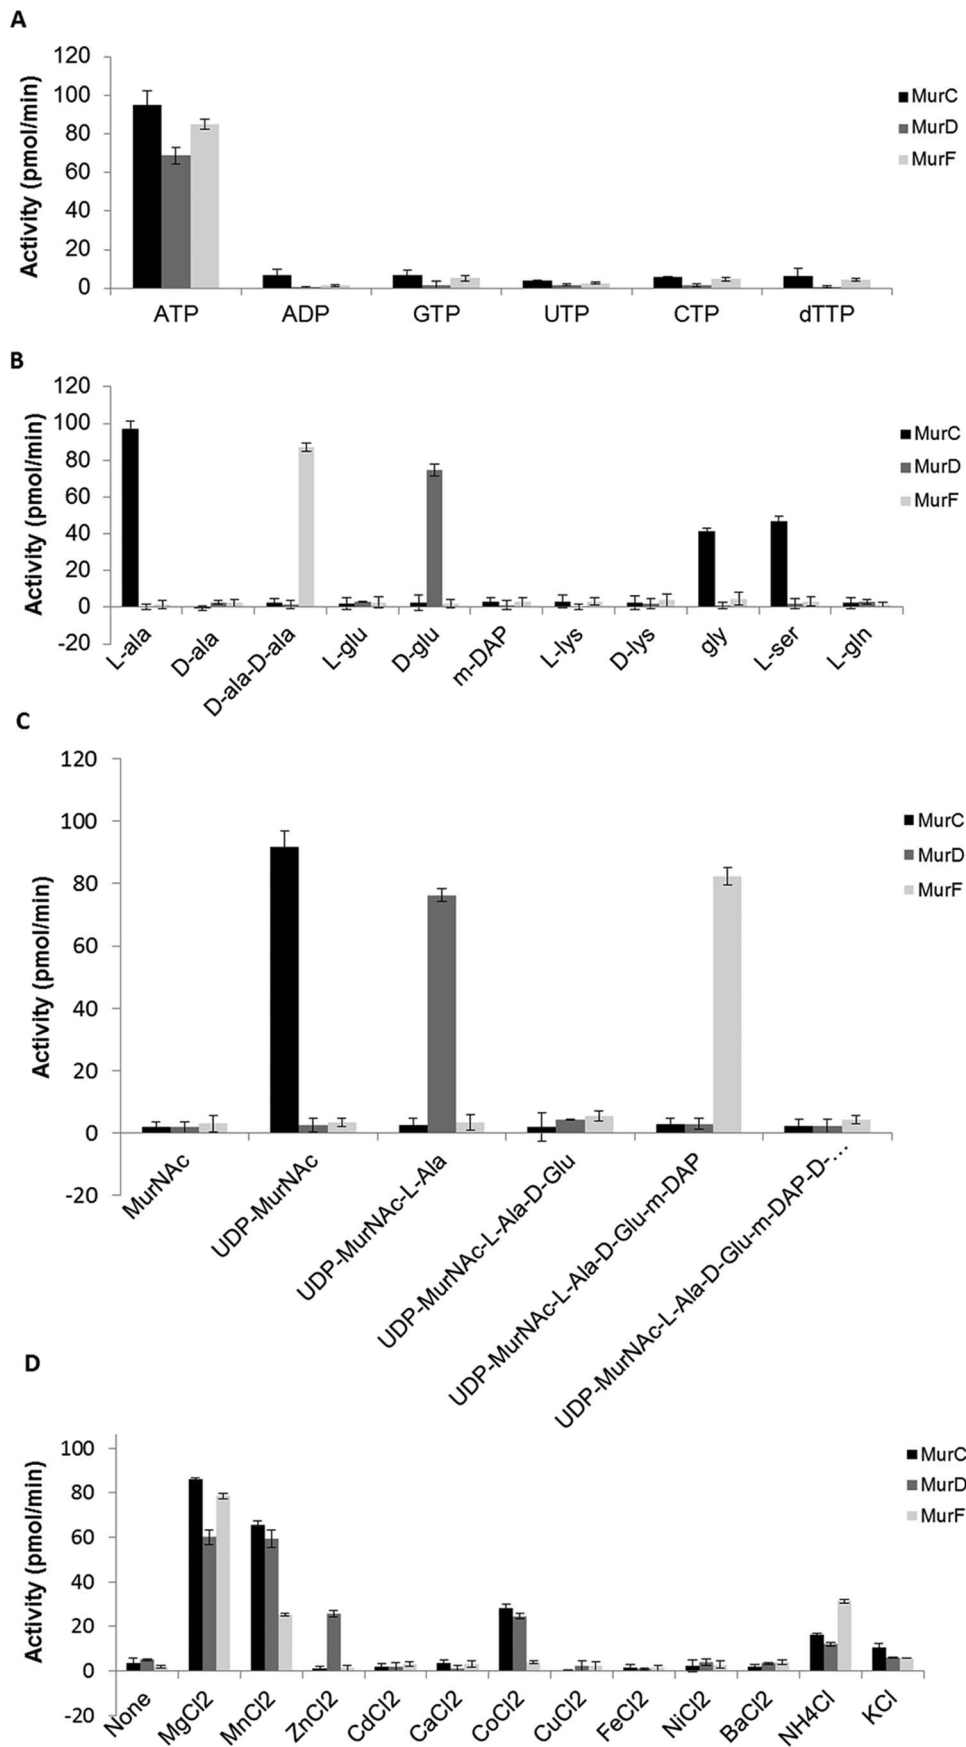 A
Activity (pmol/min)
120
100
80
60
40
20
0
ATP
ADP
GTP
UTP
CTP
dTTP
MurC
MurD
MurF
B
Activity (pmol/min)
120
100
80
60
40
20
0
-20
L-ala
D-ala
D-ala-D-ala
L-glu
D-glu
m-DAP
L-lys
D-lys
gly
L-ser
L-gln
MurC
MurD
MurF
C
Activity (pmol/min)
120
100
80
60
40
20
0
-20
MurNAc
UDP-MurNAc
UDP-MurNAc-L-Ala
UDP-MurNAc-L-Ala-D-Glu
UDP-MurNAc-L-Ala-D-Glu-m-DAP
UDP-MurNAc-L-Ala-D-Glu-m-DAP-D-…
MurC
MurD
MurF
D
Activity (pmol/min)
100
80
60
40
20
0
-20
None
MgCl2
MnCl2
ZnCl2
CdCl2
CaCl2
CoCl2
CuCl2
FeCl2
NiCl2
BaCl2
NH4Cl
KCl
MurC
MurD
MurF